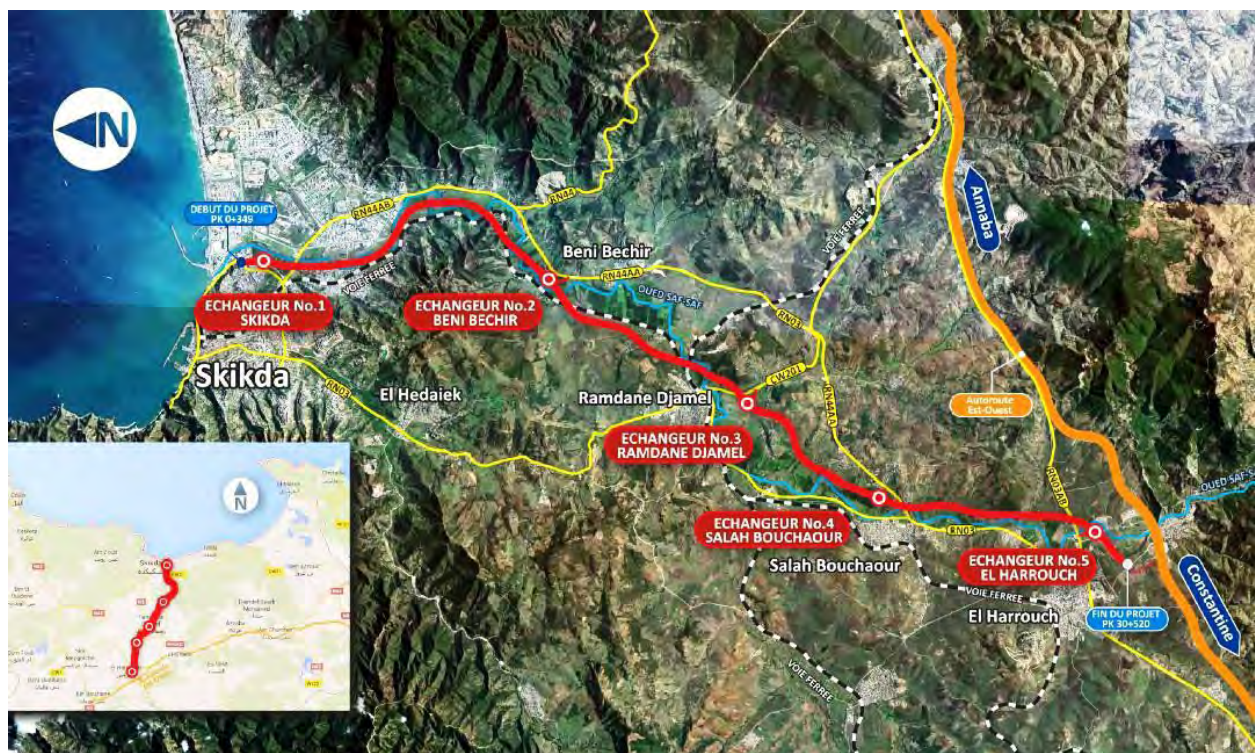 N
DEBUT DU PROJET
PK 0+349
RN44AB
RN44
VOIE FERREE
Beni Bechir
RN44AA
OUED SAF-SAF
ECHANGEUR No.1
SKIKDA
ECHANGEUR No.2
BENI BECHIR
VOIE FERREE
Annaba
RN03
Skikda
RN03
El Hedaiek
Ramdane Djamel
CW201
RN44AA
Autoroute
Est-Ouest
ECHANGEUR No.3
RAMDANE DJAMEL
RN03AB
OUED SAF-S
ECHANGEUR No.4
SALAH BOUCHAOUR
RN03
Salah Bouchaour
ECHANGEUR No.5
EL HARROUCH
VOIE FERREE
El Harrouch
FIN DU PROJET
PK 30+520
Constantine
VOIE FERREE
N
Skikda